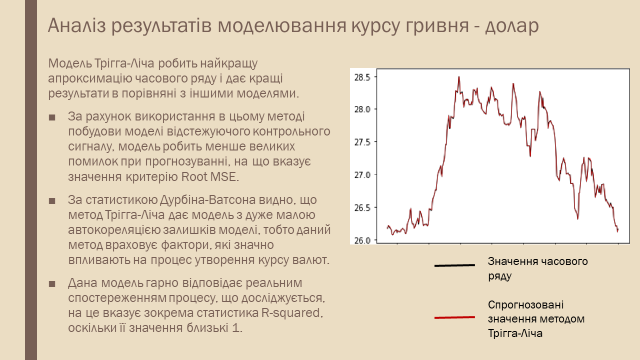 Аналіз результатів моделювання курсу гривня - долар
Модель Трігга-Ліча робить найкращу
апроксимацію часового ряду і дає кращі
результати в порівняні з іншими моделями.
■ За рахунок використання в цьому методі
побудови моделі відстежуючого контрольного
сигналу, модель робить менше великих
помилок при прогнозуванні, на що вказує
значення критерію Root MSE.
■ За статистикою Дурбіна-Ватсона видно, що
метод Трігга-Ліча дає модель з дуже малою
автокореляцією залишків моделі, тобто даний
метод враховує фактори, які значно
впливають на процес утворення курсу валют.
■ Дана модель гарно відповідає реальним
спостереженням процесу, що досліджується,
на це вказує зокрема статистика R-squared,
оскільки її значення близькі 1.
28.5
28.0
27.5
27.0
26.5
26.0
Значення часового
ряду
Спрогнозовані
значення методом
Трігга-Ліча